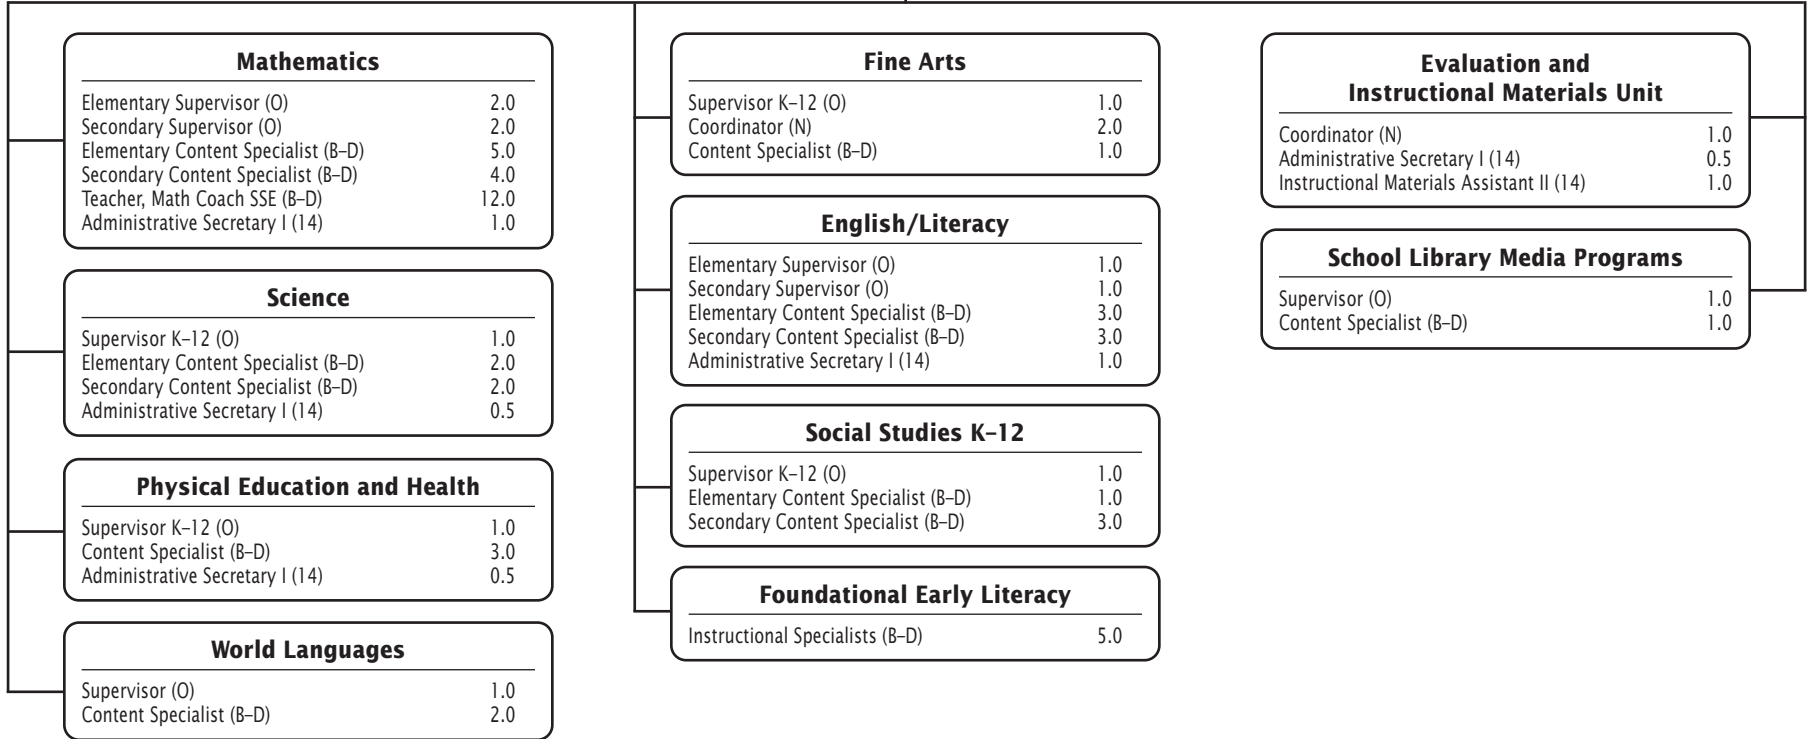 Mathematics
Elementary Supervisor (O) 2.0
Secondary Supervisor (O) 2.0
Elementary Content Specialist (B–D) 5.0
Secondary Content Specialist (B–D) 4.0
Teacher, Math Coach SSE (B–D) 12.0
Administrative Secretary I (14) 1.0
Science
Supervisor K–12 (O) 1.0
Elementary Content Specialist (B–D) 2.0
Secondary Content Specialist (B–D) 2.0
Administrative Secretary I (14) 0.5
Physical Education and Health
Supervisor K–12 (O) 1.0
Content Specialist (B–D) 3.0
Administrative Secretary I (14) 0.5
World Languages
Supervisor (O) 1.0
Content Specialist (B–D) 2.0
Fine Arts
Supervisor K–12 (O) 1.0
Coordinator (N) 2.0
Content Specialist (B–D) 1.0
English/Literacy
Elementary Supervisor (O) 1.0
Secondary Supervisor (O) 1.0
Elementary Content Specialist (B–D) 3.0
Secondary Content Specialist (B–D) 3.0
Administrative Secretary I (14) 1.0
Social Studies K–12
Supervisor K–12 (O) 1.0
Elementary Content Specialist (B–D) 1.0
Secondary Content Specialist (B–D) 3.0
Foundational Early Literacy
Instructional Specialists (B–D) 5.0
Evaluation and
Instructional Materials Unit
Coordinator (N) 1.0
Administrative Secretary I (14) 0.5
Instructional Materials Assistant II (14) 1.0
School Library Media Programs
Supervisor (O) 1.0
Content Specialist (B–D) 1.0